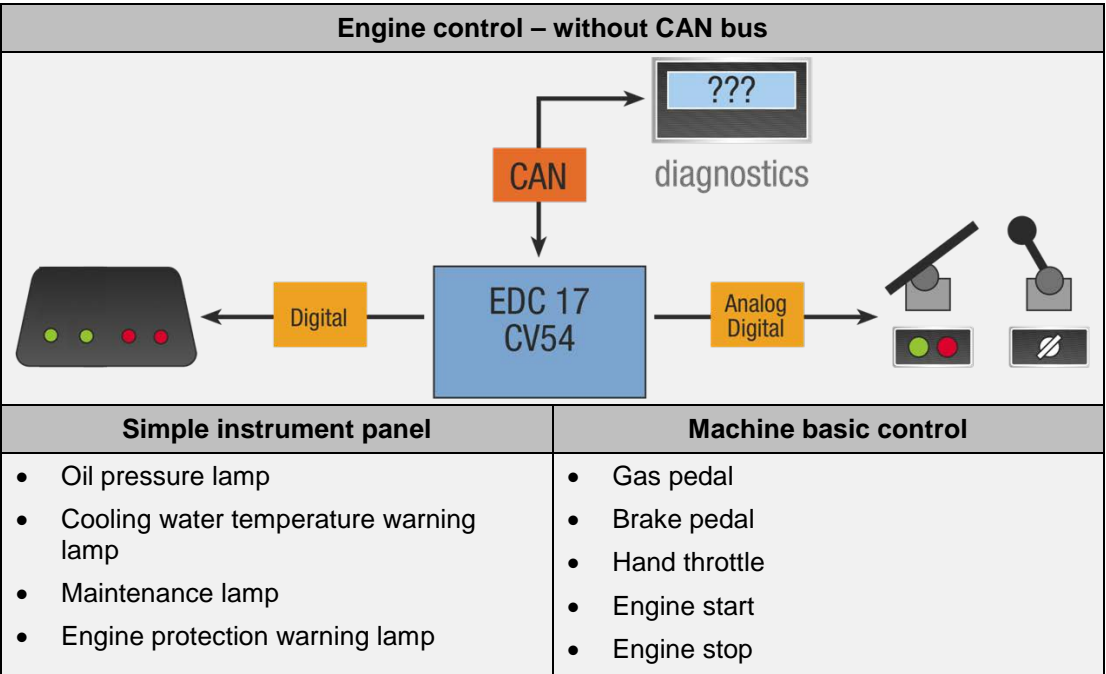 Engine control – without CAN bus
???
CAN
diagnostics
Digital
EDC 17
CV54
Analog
Digital
Simple instrument panel
Machine basic control
• Oil pressure lamp
• Cooling water temperature warning
lamp
• Maintenance lamp
• Engine protection warning lamp
• Gas pedal
• Brake pedal
• Hand throttle
• Engine start
• Engine stop